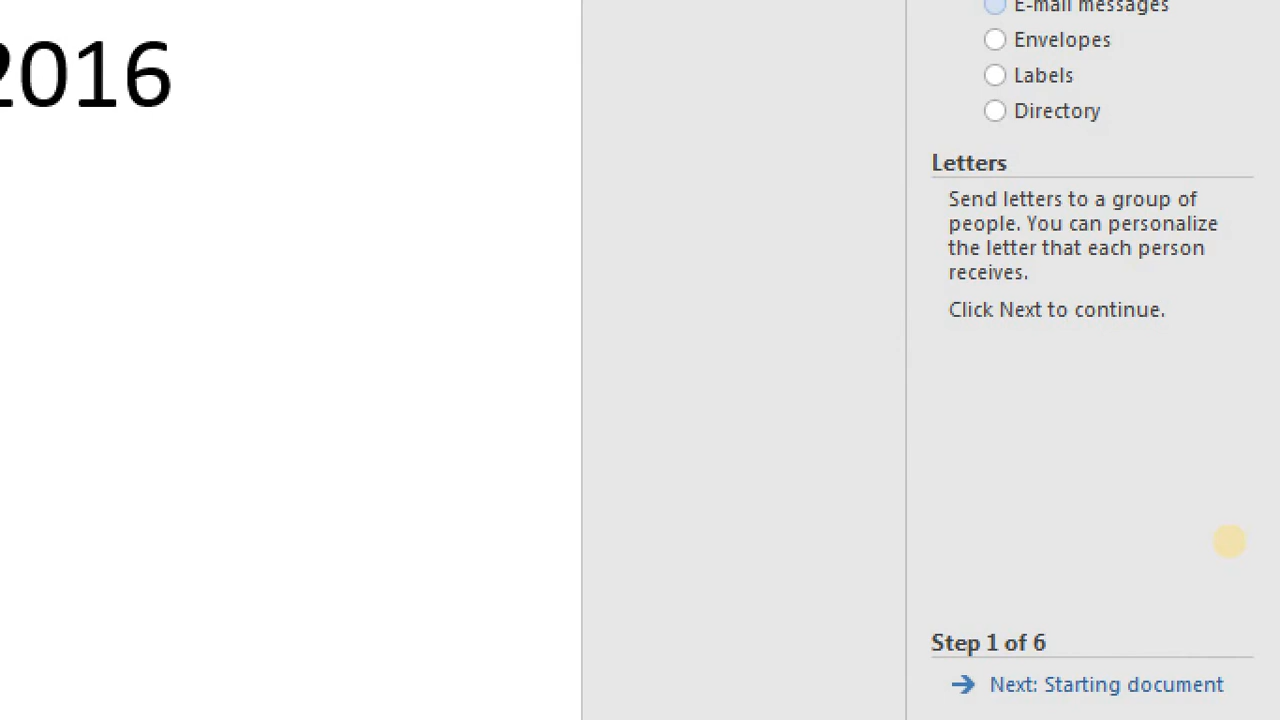 2016
E-mail messages
Envelopes
Labels
Directory
Letters
Send letters to a group of
people. You can personalize
the letter that each person
receives.
Click Next to continue.
Step 1 of 6
Next: Starting document